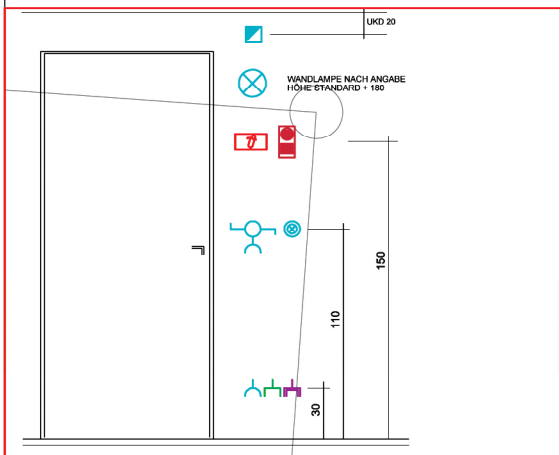 UKD 20
WANDLAMPE NACH ANGABE
HÖHE STANDARD + 180
150
110
30